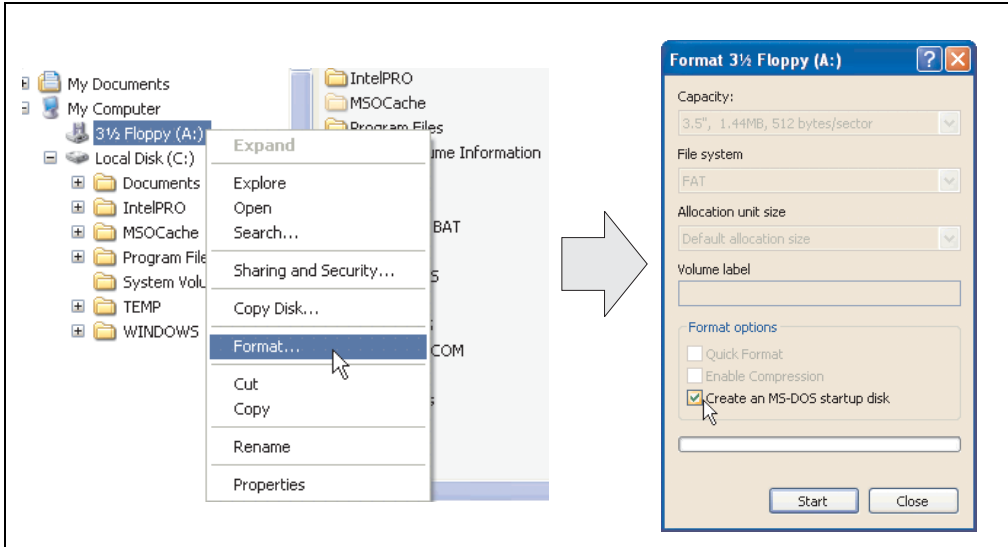 My Documents
My Computer
3½ Floppy (A:)
Local Disk (C:)
Documents
IntelPRO
MSOCache
Program File
System Volu
TEMP
WINDOWS
IntelPRO
MSOCache
Program Files
ume Information
BAT
S
COM
Expand
Explore
Open
Search...
Sharing and Security...
Copy Disk...
Format...
Cut
Copy
Rename
Properties
Format 3½ Floppy (A:)
Capacity:
3.5", 1.44MB, 512 bytes/sector
File system
FAT
Allocation unit size
Default allocation size
Volume label
Format options
Quick Format
Enable Compression
Create an MS-DOS startup disk
Start
Close